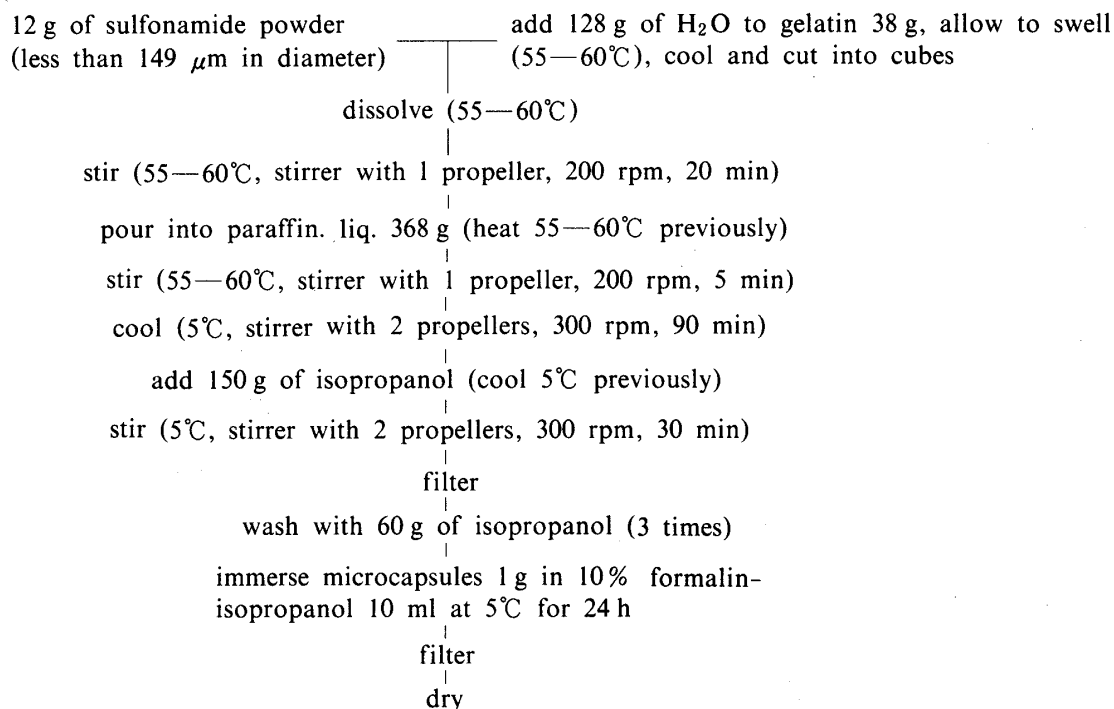 12 g of sulfonamide powder
(less than 149 μm in diameter)
add 128 g of H₂O to gelatin 38 g, allow to swell
(55—60℃), cool and cut into cubes
dissolve (55—60℃)
stir (55—60℃, stirrer with 1 propeller, 200 rpm, 20 min)
pour into paraffin. liq. 368 g (heat 55—60℃ previously)
stir (55—60℃, stirrer with 1 propeller, 200 rpm, 5 min)
cool (5℃, stirrer with 2 propellers, 300 rpm, 90 min)
add 150 g of isopropanol (cool 5℃ previously)
stir (5℃, stirrer with 2 propellers, 300 rpm, 30 min)
filter
wash with 60 g of isopropanol (3 times)
immerse microcapsules 1 g in 10% formalin-
isopropanol 10 ml at 5℃ for 24 h
filter
dry